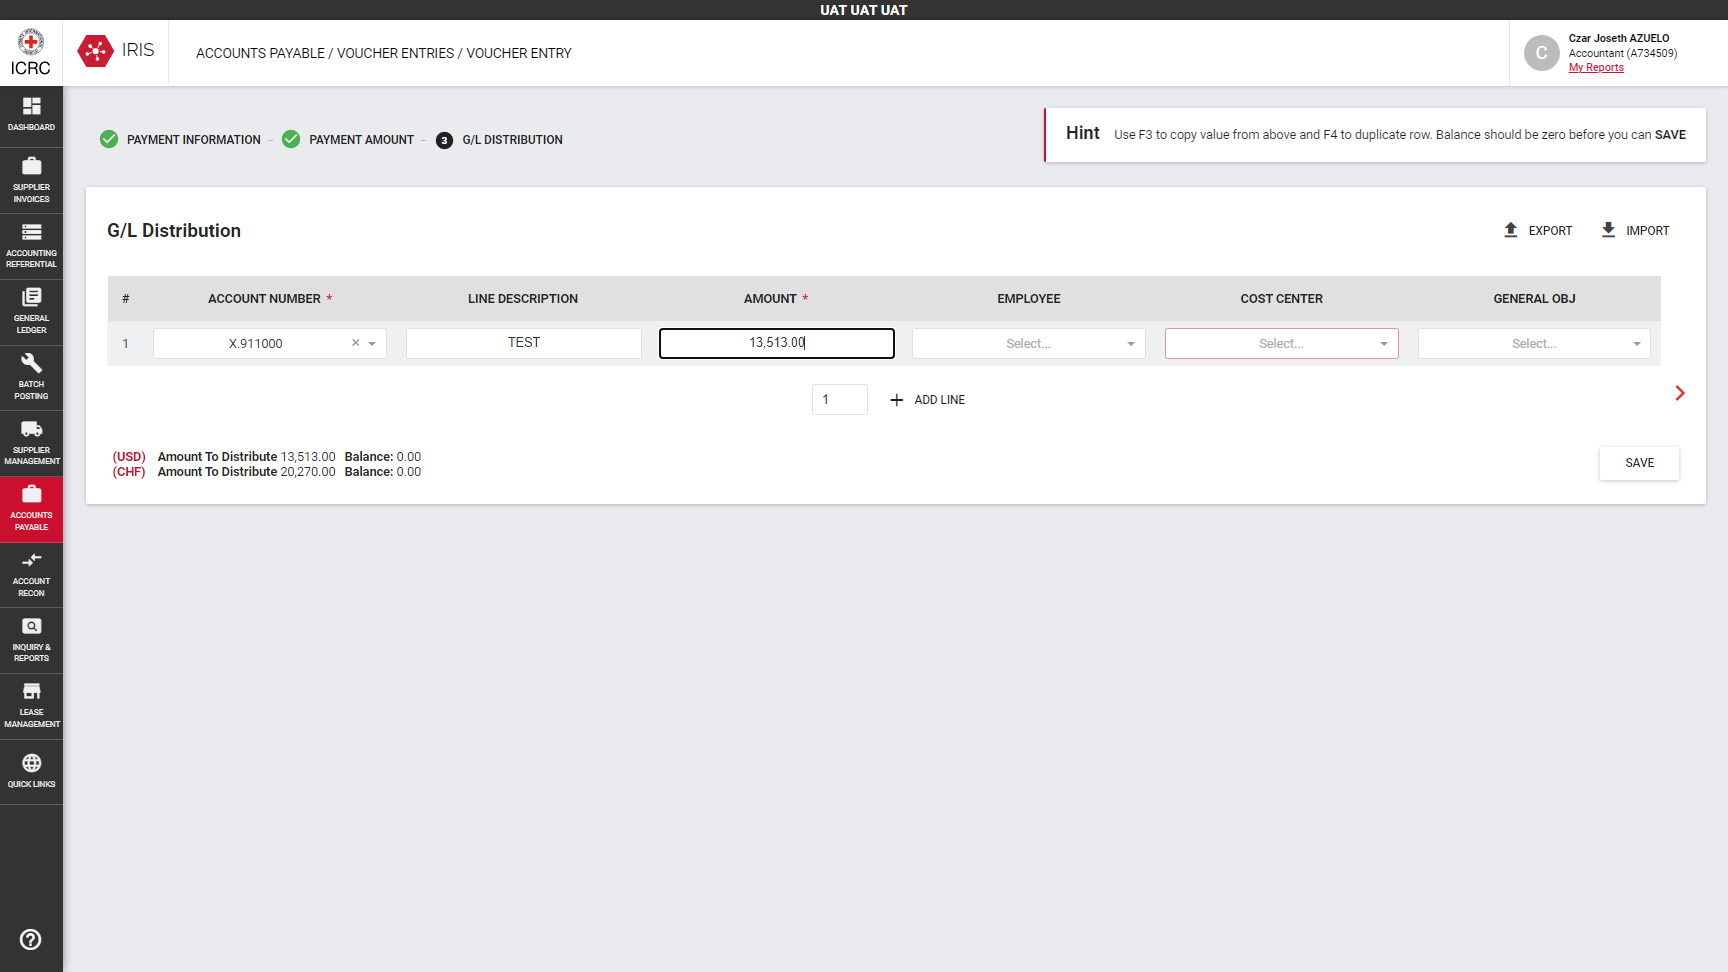 UAT UAT UAT
ICRC
IRIS
ACCOUNTS PAYABLE / VOUCHER ENTRIES / VOUCHER ENTRY
C
Czar Joseth AZUELO
Accountant (A734509)
My Reports
DASHBOARD
SUPPLIER
INVOICES
ACCOUNTING
REFERENTIAL
GENERAL
LEDGER
BATCH
POSTING
SUPPLIER
MANAGEMENT
ACCOUNTS
PAYABLE
ACCOUNT
RECON
INQUIRY &
REPORTS
LEASE
MANAGEMENT
QUICK LINKS
PAYMENT INFORMATION – PAYMENT AMOUNT – 3 G/L DISTRIBUTION
Hint Use F3 to copy value from above and F4 to duplicate row. Balance should be zero before you can SAVE
G/L Distribution
EXPORT IMPORT
# ACCOUNT NUMBER * LINE DESCRIPTION AMOUNT * EMPLOYEE COST CENTER GENERAL OBJ
1 X.911000 × TEST 13,513.00 Select... Select... Select...
1 + ADD LINE
(USD) Amount To Distribute 13,513.00 Balance: 0.00
(CHF) Amount To Distribute 20,270.00 Balance: 0.00
SAVE